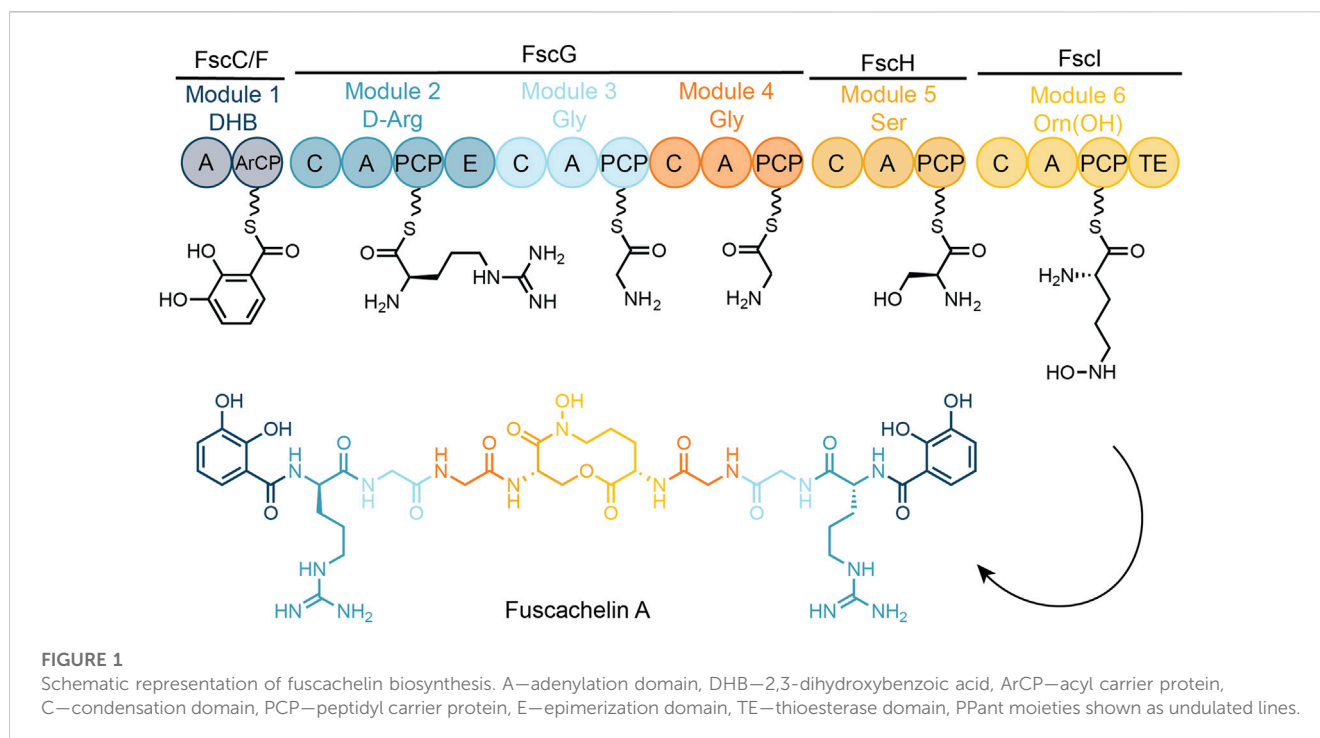 FscC/F FscG FscH FscI
Module 1 Module 2 Module 3 Module 4 Module 5 Module 6
DHB D-Arg Gly Gly Ser Orn(OH)
A ArCP C A PCP E C A PCP C A PCP C A PCP C A PCP TE
S S S S S S
O O O O O O
HO HO
NH₂ HN NH H₂N
NH₂
H₂N
HO NH₂
H₂N HO–NH
OH OH O H N O H N O H N O N H O N OH O O N H O H N O N H O H N O OH OH
HN HN NH₂
HN NH₂ HN NH₂
Fuscachelin A
FIGURE 1
Schematic representation of fuscachelin biosynthesis. A—adenylation domain, DHB—2,3-dihydroxybenzoic acid, ArCP—acyl carrier protein,
C—condensation domain, PCP—peptidyl carrier protein, E—epimerization domain, TE—thioesterase domain, PPant moieties shown as undulated lines.